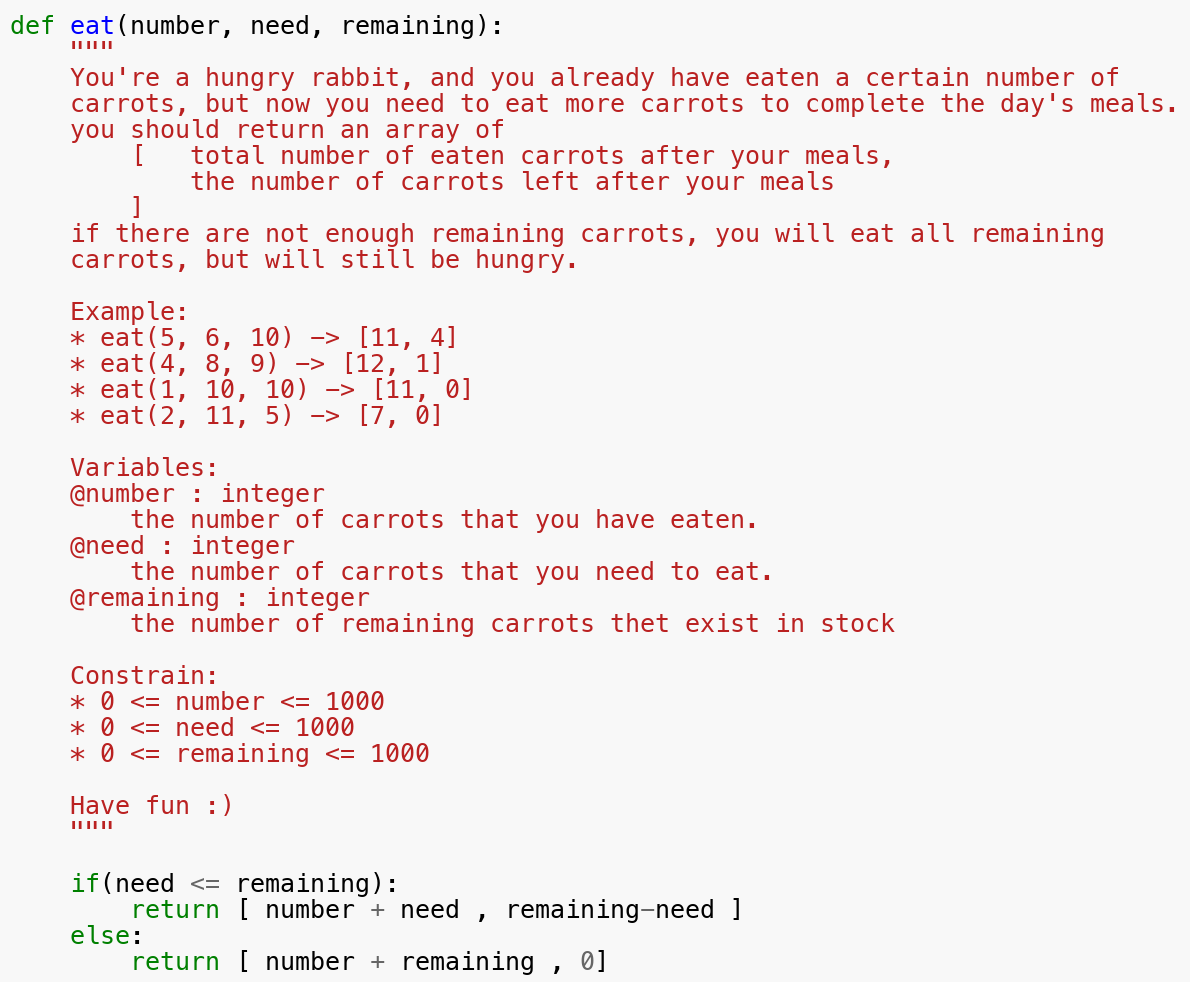 def eat(number, need, remaining):
    """
    You're a hungry rabbit, and you already have eaten a certain number of
    carrots, but now you need to eat more carrots to complete the day's meals.
    you should return an array of
        [   total number of eaten carrots after your meals,
            the number of carrots left after your meals
        ]
    if there are not enough remaining carrots, you will eat all remaining
    carrots, but will still be hungry.

    Example:
    * eat(5, 6, 10) -> [11, 4]
    * eat(4, 8, 9) -> [12, 1]
    * eat(1, 10, 10) -> [11, 0]
    * eat(2, 11, 5) -> [7, 0]

    Variables:
    @number : integer
        the number of carrots that you have eaten.
    @need : integer
        the number of carrots that you need to eat.
    @remaining : integer
        the number of remaining carrots thet exist in stock

    Constrain:
    * 0 <= number <= 1000
    * 0 <= need <= 1000
    * 0 <= remaining <= 1000

    Have fun :)
    """

    if(need <= remaining):
        return [ number + need , remaining-need ]
    else:
        return [ number + remaining , 0]